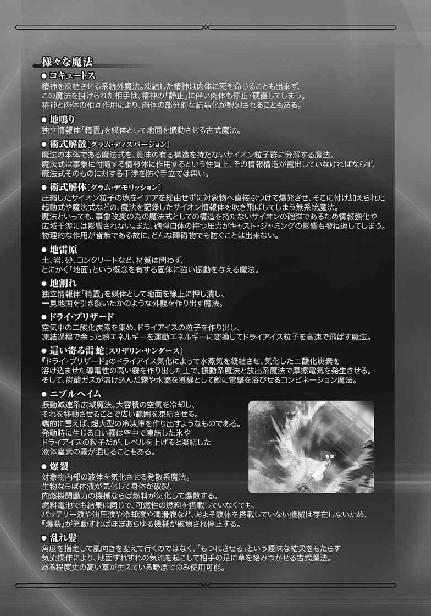 様々な魔法
●コキュートス
精神を凍結させる系統外魔法。凍結した精神は肉体に死を命じることも出来ず、
この魔法を掛けられた相手は、精神の「静止」に伴い肉体も停止・硬直してしまう。
精神と肉体の相互作用により、肉体の部分的な結晶化が観測されることもある。
●地鳴り
独立情報体「精霊」を媒体として地面を振動させる古式魔法。
●術式解散[グラム・ディスパージョン]
魔法の本体である魔法式を、意味の有る構造を持たないサイオン粒子群に分解する魔法。
魔法式は事象に付随する情報体に作用するという性質上、その情報構造が露出していなければならず、
魔法式そのものに対する干渉を防ぐ手立ては無い。
●術式解体[グラム・デモリッション]
圧縮したサイオン粒子の塊をイデアを経由せずに対象物へ直接ぶつけて爆発させ、そこに付け加えられた
起動式や魔法式などの、魔法を記録したサイオン情報体を吹き飛ばしてしまう無系統魔法。
魔法といっても、事象改変の為の魔法式としての構造を持たないサイオンの砲弾であるため情報強化や
領域干渉には影響されない。また、砲弾自体の持つ圧力がキャスト・ジャミングの影響も撥ね返してしまう。
物理的な作用が皆無である故に、どんな障碍物でも防ぐことは出来ない。
●地雷原
土、岩、砂、コンクリートなど、材質は問わず、
とにかく「地面」という概念を有する固体に強い振動を与える魔法。
●地割れ
独立情報体「精霊」を媒体として地面を線上に押し潰し、
一見地面を引き裂いたかのような外観を作り出す魔法。
●ドライ・ブリザード
空気中の二酸化炭素を集め、ドライアイスの粒子を作り出し、
凍結過程で余った熱エネルギーを運動エネルギーに変換してドライアイス粒子を高速で飛ばす魔法。
●這い寄る雷蛇[スリザリン・サンダース]
『ドライ・ブリザード』のドライアイス気化によって水蒸気を凝結させ、気化した二酸化炭素を
溶け込ませた導電性の高い霧を作り出した上で、振動系魔法と放出系魔法で摩擦電気を発生させる。
そして、炭酸ガスが溶け込んだ霧や水滴を導線として敵に電撃を浴びせるコンビネーション魔法。
●ニブルヘイム
振動減速系広域魔法。大容積の空気を冷却し、
それを移動させることで広い範囲を凍結させる。
端的に言えば、超大型の冷凍庫を作り出すようなものである。
発動時に生じる白い霧は空中で凍結した氷や
ドライアイスの粒子だが、レベルを上げると凝結した
液体窒素の霧が混じることもある。
●爆裂
対象物内部の液体を気化させる発散系魔法。
生物ならば体液が気化して身体が破裂、
内燃機関動力の機械ならば燃料が気化して爆散する。
燃料電池でも結果は同じで、可燃性の燃料を搭載していなくても、
バッテリー液や油圧液や冷却液や潤滑液など、およそ液体を搭載していない機械は存在しないため、
『爆裂』が発動すればほぼあらゆる機械が破壊され停止する。
●乱れ髪
角度を指定して風向きを変えて行くのではなく、「もつれさせる」という曖昧な結果をもたらす
気流操作により、地面すれすれの気流を起こして相手の足に草を絡みつかせる古式魔法。
ある程度丈の高い草が生えている野原でのみ使用可能。